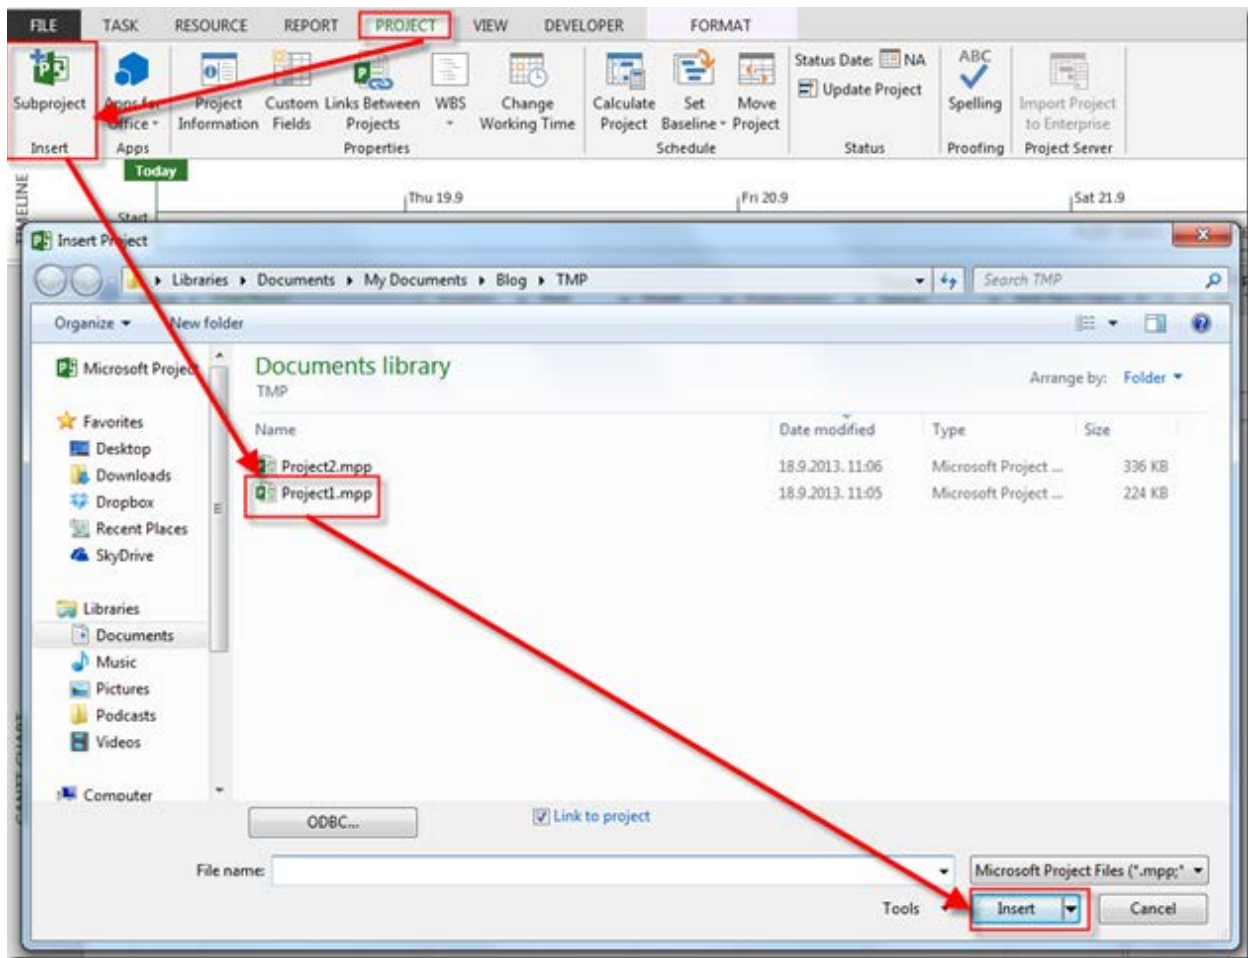 FILE TASK RESOURCE REPORT PROJECT VIEW DEVELOPER FORMAT
Subproject
Insert
Apps for
Office
Apps
Project
Information
Custom
Fields
Links Between
Projects
WBS
Change
Working Time
Properties
Calculate
Project
Set
Baseline
Move
Project
Schedule
Status Date: NA
Update Project
Status
ABC
Spelling
Proofing
Import Project
to Enterprise
Project Server
TIMELINE
Today
Start
Thu 19.9
Fri 20.9
Sat 21.9
Insert Project
Libraries Documents My Documents Blog TMP
Search TMP
Organize New folder
Microsoft Project
Favorites
Desktop
Downloads
Dropbox
Recent Places
SkyDrive
Libraries
Documents
Music
Pictures
Podcasts
Videos
Computer
Documents library
TMP
Arrange by: Folder
Name Date modified Type Size
Project2.mpp 18.9.2013. 11:06 Microsoft Project ... 336 KB
Project1.mpp 18.9.2013. 11:05 Microsoft Project ... 224 KB
ODBC...
Link to project
File name:
Microsoft Project Files (*.mpp;*
Tools
Insert
Cancel